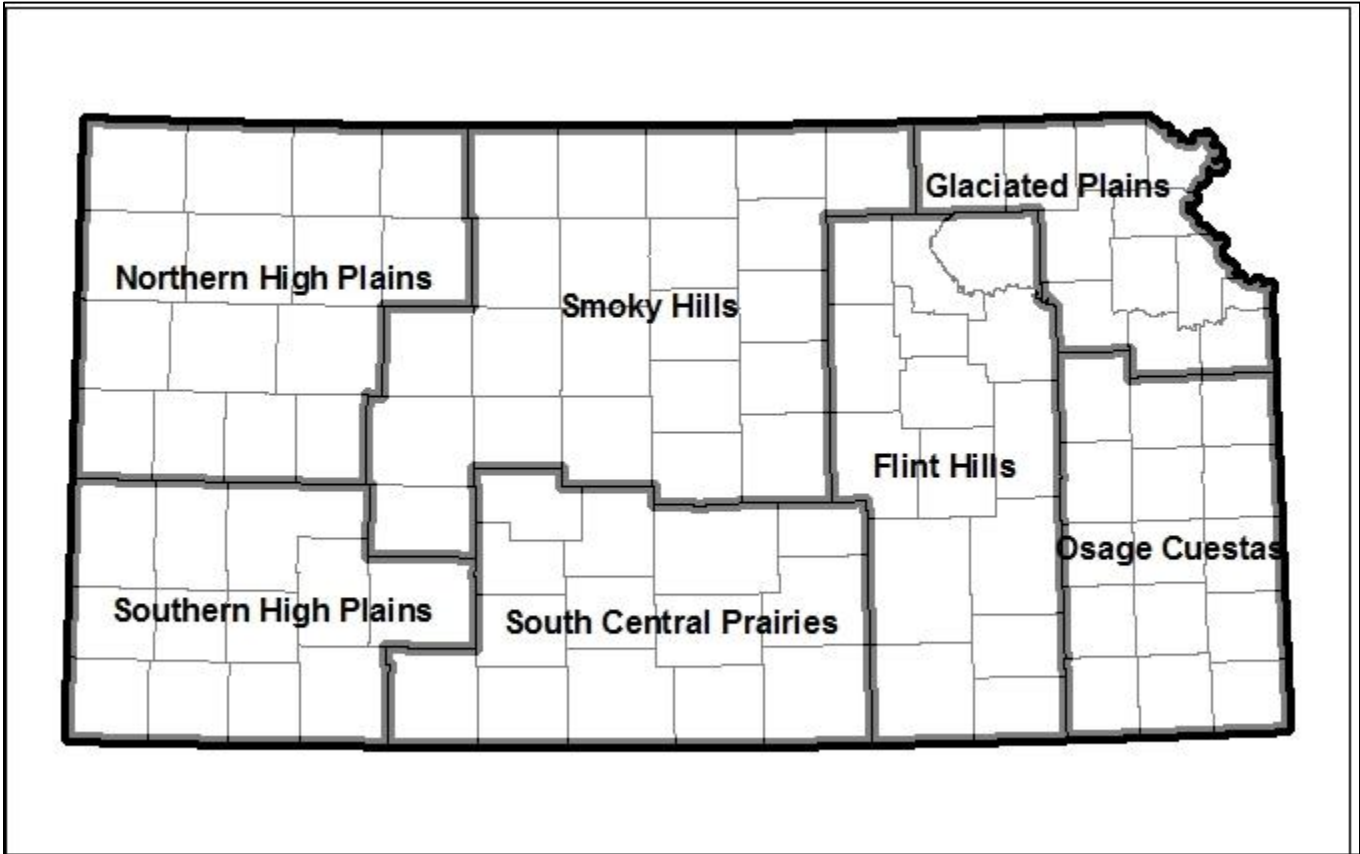 Glaciated Plains
Northern High Plains
Smoky Hills
Flint Hills
Osage Cuestas
Southern High Plains
South Central Prairies